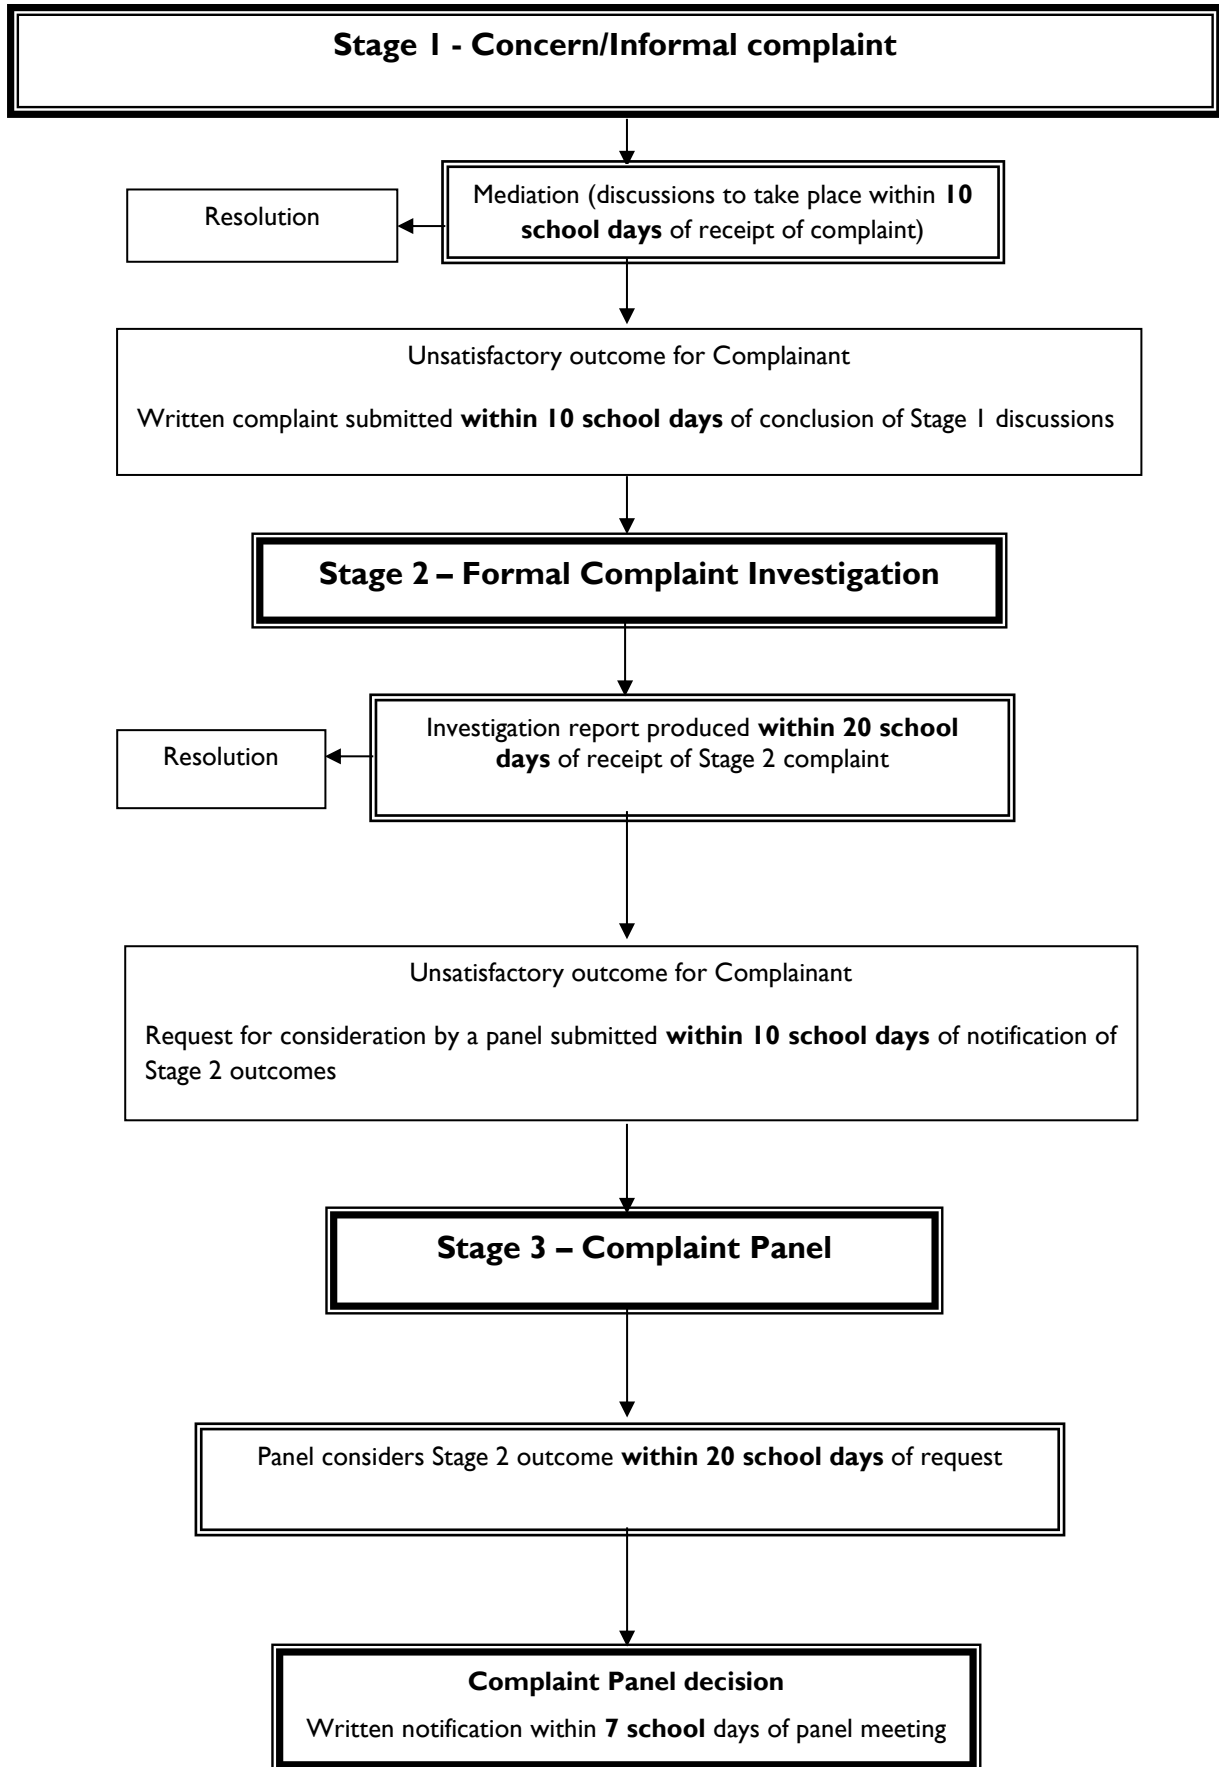 Stage 1 - Concern/Informal complaint
Mediation (discussions to take place within 10
school days of receipt of complaint)
Resolution
Unsatisfactory outcome for Complainant
Written complaint submitted within 10 school days of conclusion of Stage 1 discussions
Stage 2 – Formal Complaint Investigation
Investigation report produced within 20 school
days of receipt of Stage 2 complaint
Resolution
Unsatisfactory outcome for Complainant
Request for consideration by a panel submitted within 10 school days of notification of
Stage 2 outcomes
Stage 3 – Complaint Panel
Panel considers Stage 2 outcome within 20 school days of request
Complaint Panel decision
Written notification within 7 school days of panel meeting